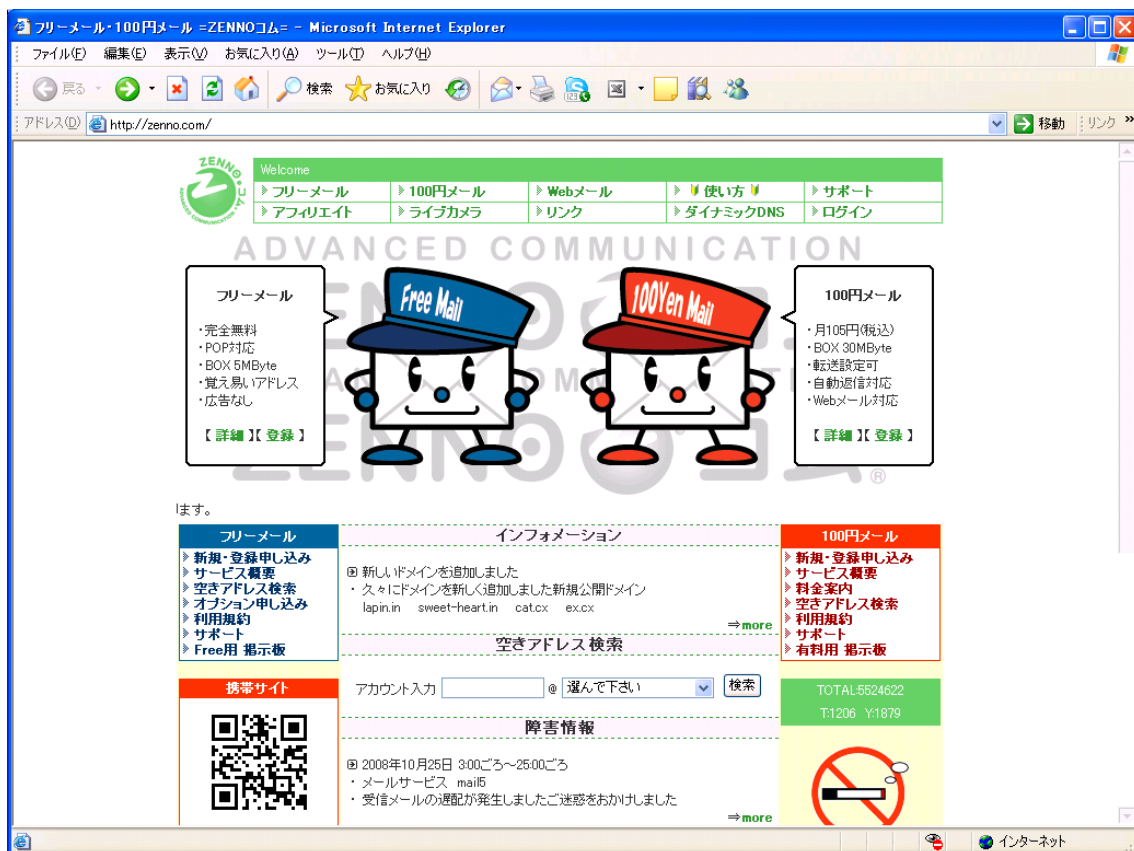 フリーメール・100円メール =ZENNOコム= - Microsoft Internet Explorer
ファイル(F) 編集(E) 表示(V) お気に入り(A) ツール(T) ヘルプ(H)
戻る 検索 お気に入り
アドレス(D) http://zenno.com/ 移動 リンク »
ZENNOコム
Welcome
フリーメール 100円メール Webメール 使い方 サポート
アフィリエイト ライブカメラ リンク ダイナミックDNS ログイン
ADVANCED COMMUNICATION
フリーメール
・完全無料
・POP対応
・BOX 5MByte
・覚え易いアドレス
・広告なし
【 詳細 】【 登録 】
Free Mail
100Yen Mail
100円メール
・月105円(税込)
・BOX 30MByte
・転送設定可
・自動返信対応
・Webメール対応
【 詳細 】【 登録 】
ZENNOコム®
ます。
フリーメール
新規・登録申し込み
サービス概要
空きアドレス検索
オプション申し込み
利用規約
サポート
Free用 掲示板
携帯サイト
インフォメーション
新しいドメインを追加しました
・ 久々にドメインを新しく追加しました新規公開ドメイン
lapin.in sweet-heart.in cat.cx ex.cx
⇒more
空きアドレス検索
アカウント入力 @ 選んで下さい 検索
障害情報
2008年10月25日 3:00ごろ～25:00ごろ
・ メールサービス mail5
・ 受信メールの遅配が発生しましたご迷惑をおかけしました
⇒more
100円メール
新規・登録申し込み
サービス概要
料金案内
空きアドレス検索
利用規約
サポート
有料用 掲示板
TOTAL:5524622
T:1206 Y:1879
インターネット